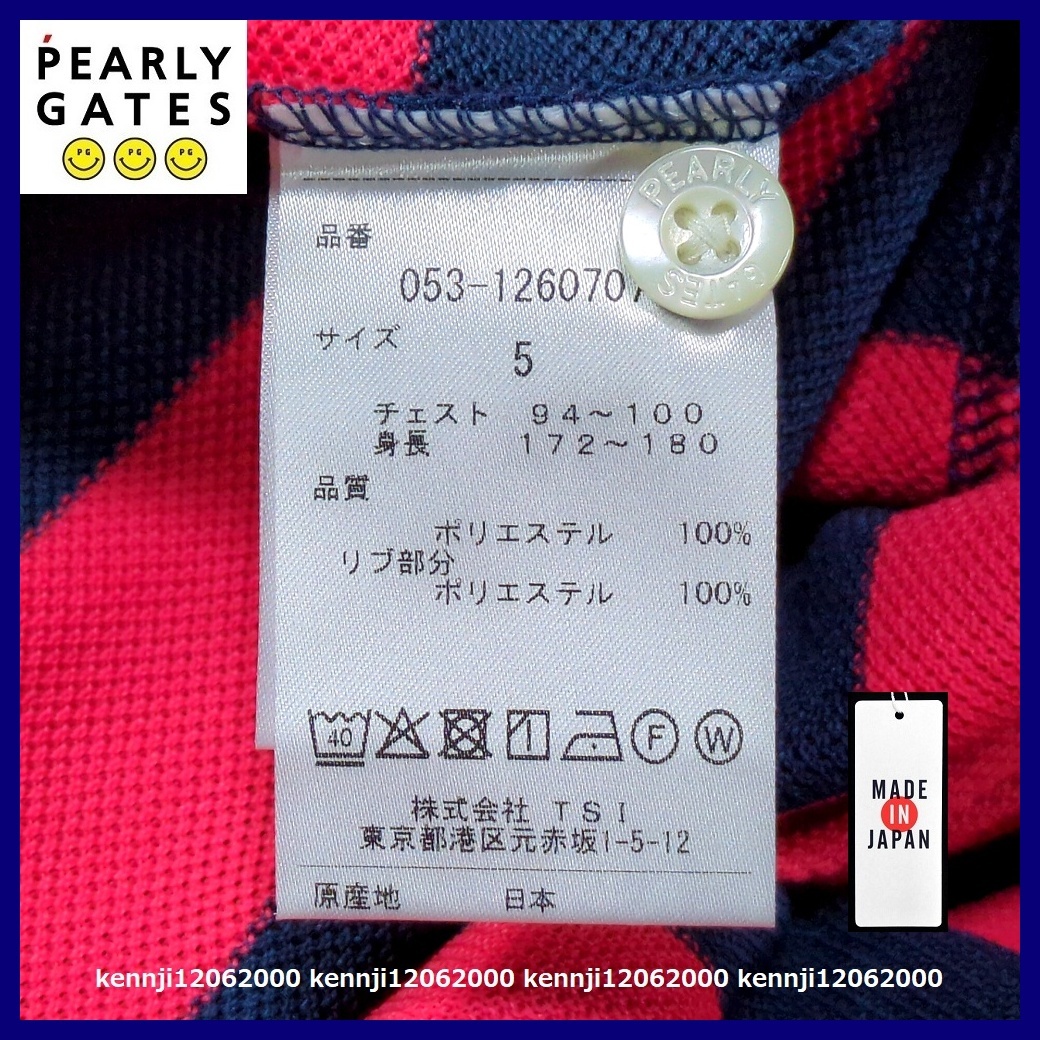 PEARLY
GATES
PG PG PG
PEARLY
GATES
品番
053-1260707
サイズ
5
チェスト 94~100
身長 172~180
品質
ポリエステル 100%
リブ部分
ポリエステル 100%
40
F W
株式会社 TSI
東京都港区元赤坂1-5-12
原産地 日本
MADE
IN
JAPAN
kennji12062000 kennji12062000 kennji12062000 kennji12062000